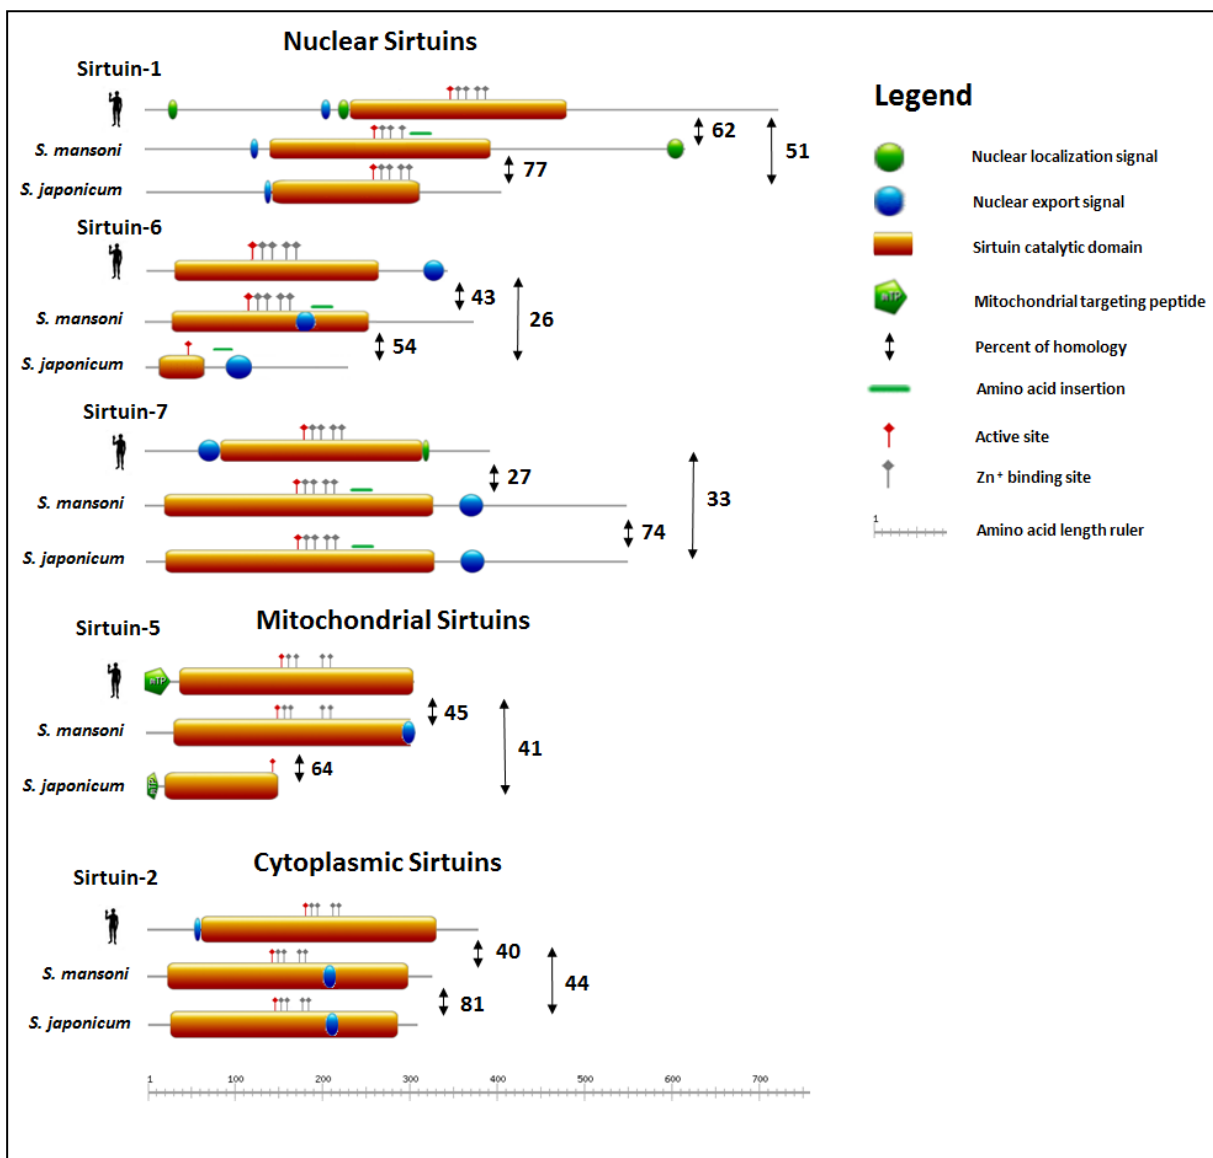 Nuclear Sirtuins
Sirtuin-1
62
S. mansoni
51
77
S. japonicum
Sirtuin-6
43
S. mansoni
26
54
S. japonicum
Sirtuin-7
27
S. mansoni
33
74
S. japonicum
Mitochondrial Sirtuins
Sirtuin-5
mTP
45
S. mansoni
41
64
S. japonicum
mTP
Cytoplasmic Sirtuins
Sirtuin-2
40
S. mansoni
44
81
S. japonicum
1 100 200 300 400 500 600 700
Legend
Nuclear localization signal
Nuclear export signal
Sirtuin catalytic domain
mTP
Mitochondrial targeting peptide
Percent of homology
Amino acid insertion
Active site
Zn+ binding site
1
Amino acid length ruler